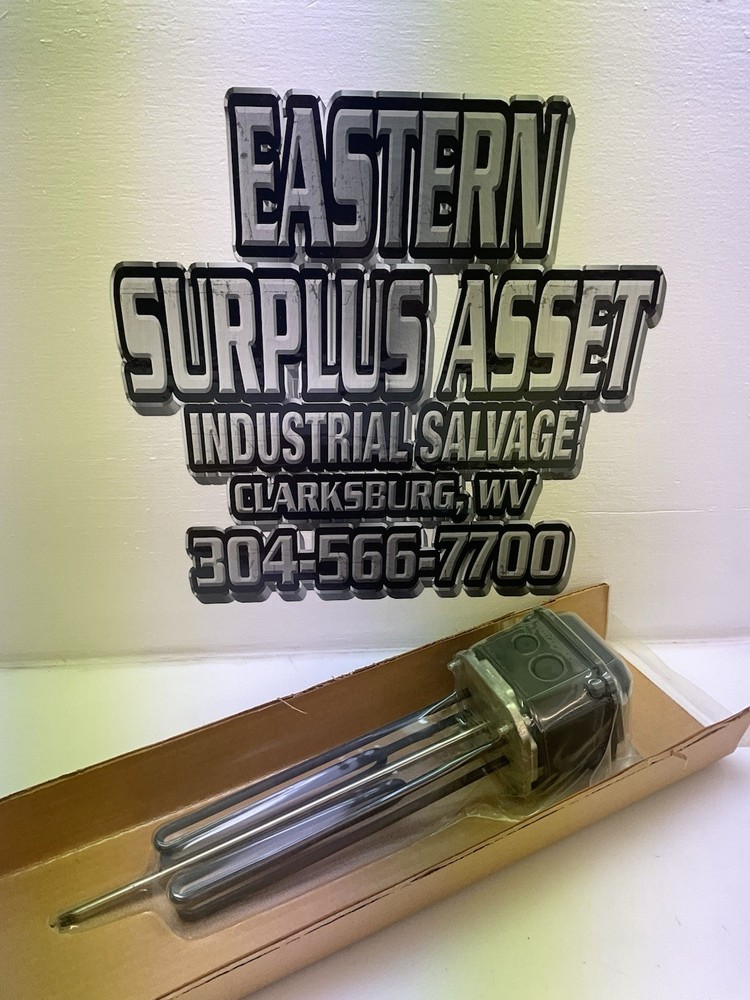 EASTERN
SURPLUS ASSET
INDUSTRIAL SALVAGE
CLARKSBURG, WV
304-566-7700